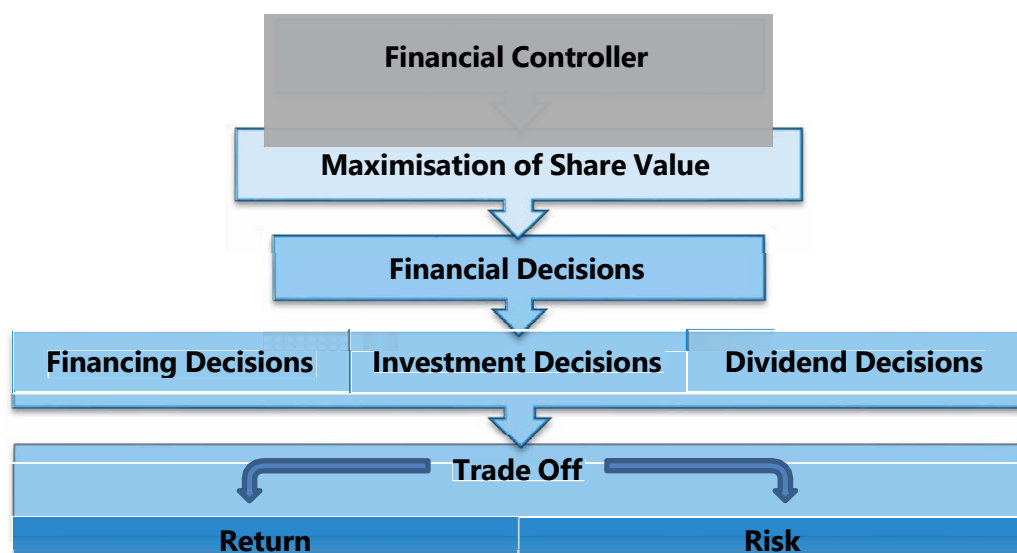 Financial Controller
Maximisation of Share Value
Financial Decisions
Financing Decisions
Investment Decisions
Dividend Decisions
Trade Off
Return
Risk